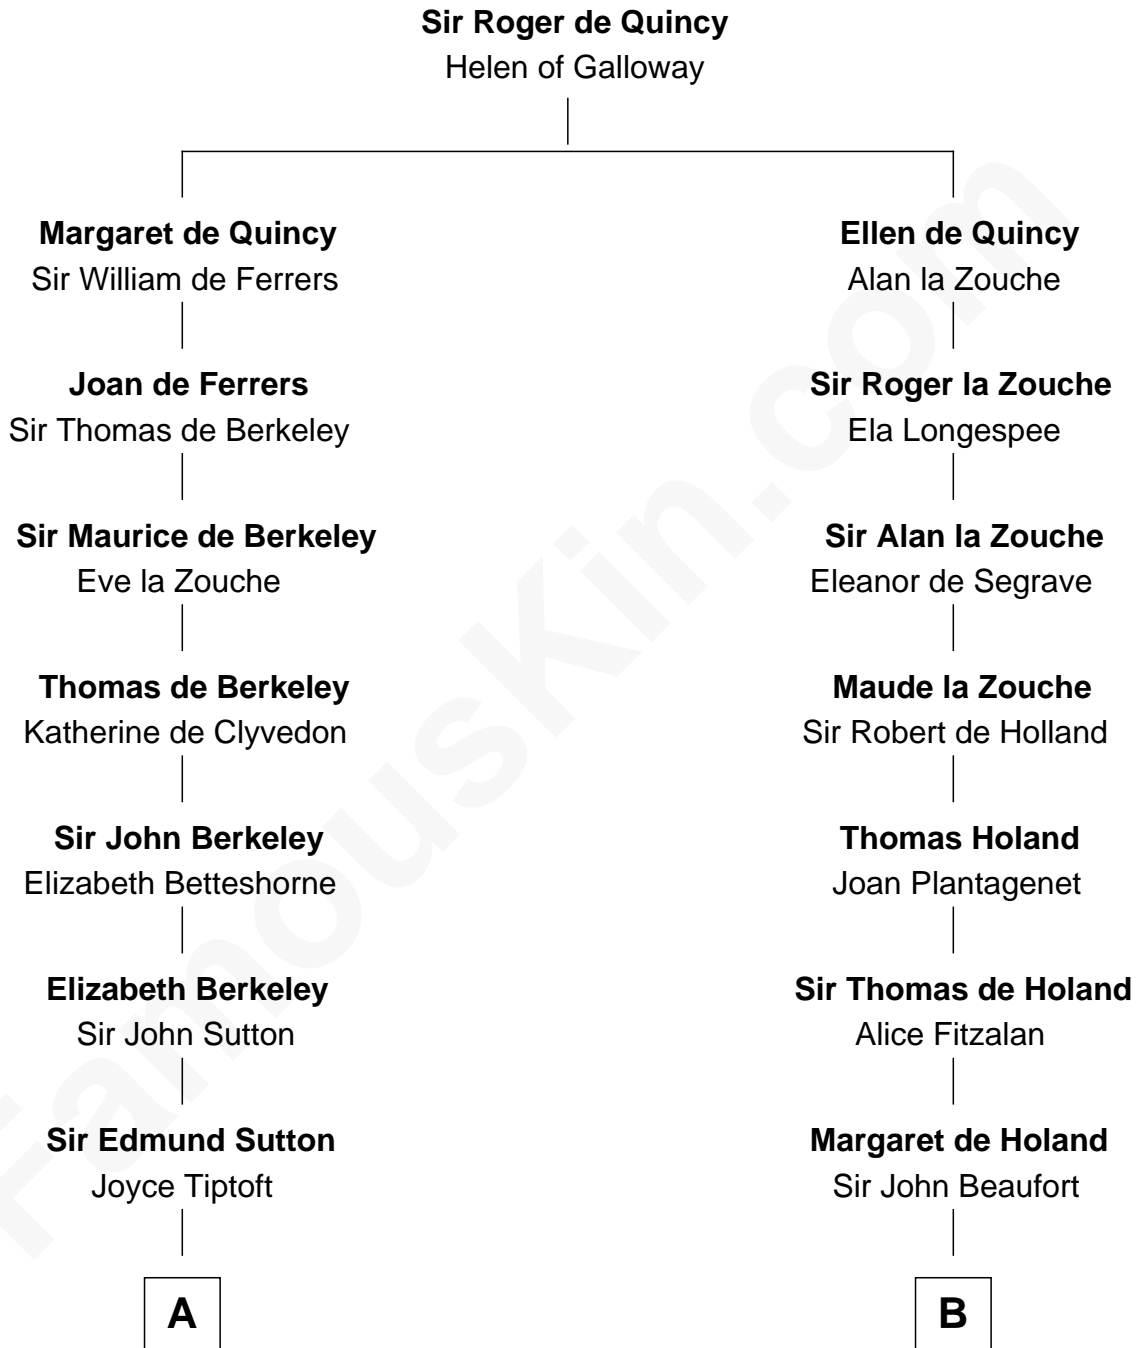 Sir Roger de Quincy
Helen of Galloway
Margaret de Quincy
Sir William de Ferrers
Ellen de Quincy
Alan la Zouche
Joan de Ferrers
Sir Thomas de Berkeley
Sir Roger la Zouche
Ela Longespee
Sir Maurice de Berkeley
Eve la Zouche
Sir Alan la Zouche
Eleanor de Segrave
Thomas de Berkeley
Katherine de Clyvedon
Maude la Zouche
Sir Robert de Holland
Sir John Berkeley
Elizabeth Betteshorne
Thomas Holand
Joan Plantagenet
Elizabeth Berkeley
Sir John Sutton
Sir Thomas de Holand
Alice Fitzalan
Sir Edmund Sutton
Joyce Tiptoft
Margaret de Holand
Sir John Beaufort
A
B
FamousKin.com